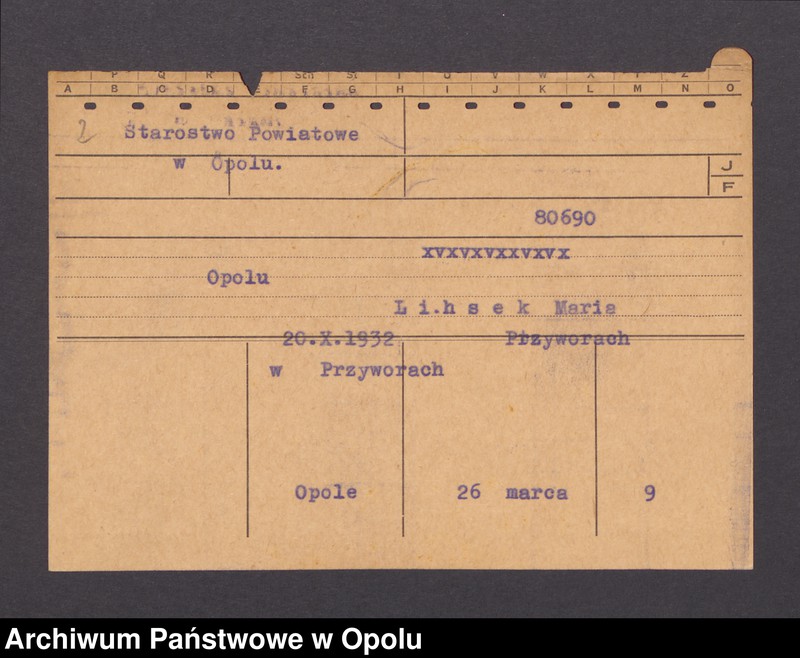 P Q R Sch St T U V W X Y Z
A B C D E F G H I J K L M N O
2 Starostwo Powiatowe
w Opolu.
J
F
80690
xvxvxvxxvxvx
Opolu
L i.h s e k Maria
20.X.1932 Przyworach
w Przyworach
Opole 26 marca 9
Archiwum Państwowe w Opolu